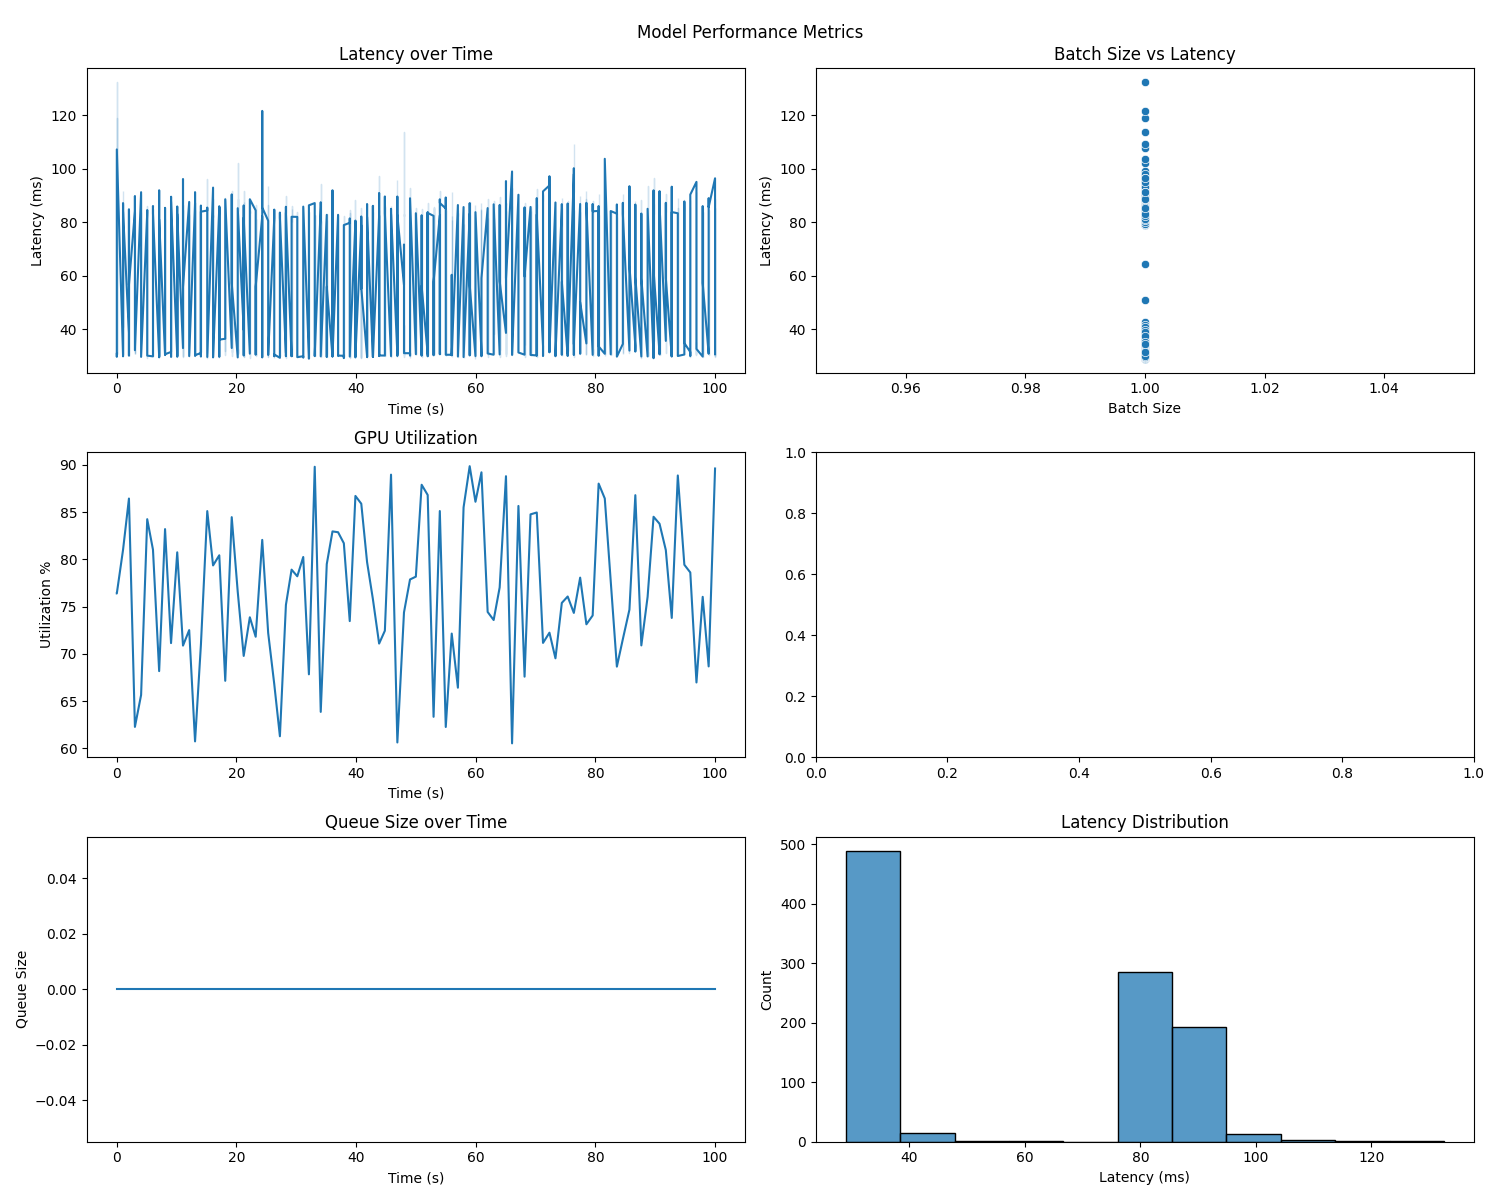 Model Performance Metrics
Latency over Time
Latency (ms)
120
100
80
60
40
0 20 40 60 80 100
Time (s)
Batch Size vs Latency
Latency (ms)
120
100
80
60
40
0.96 0.98 1.00 1.02 1.04
Batch Size
GPU Utilization
Utilization %
90
85
80
75
70
65
60
0 20 40 60 80 100
Time (s)
1.0
0.8
0.6
0.4
0.2
0.0
0.0 0.2 0.4 0.6 0.8 1.0
Queue Size over Time
Queue Size
0.04
0.02
0.00
−0.02
−0.04
0 20 40 60 80 100
Time (s)
Latency Distribution
Count
500
400
300
200
100
0
40 60 80 100 120
Latency (ms)